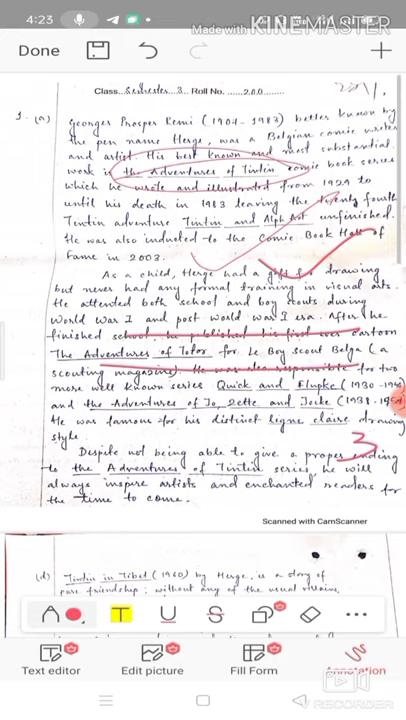 4:23
Made with KINEMASTER
Done
Class...Semester 3.. Roll No......200........
1. (a) Georges Prosper Remi (1907-1983) better known by
the pen name Herge, was a Belgian comic writer
and artist. His best known and most substantial
work is the Adventures of Tintin comic book series
which he wrote and illustrated from 1929 to
until his death in 1983 leaving the twenty fourth
Tintin adventure Tintin and Alph Art unfinished.
He was also inducted to the Comic Book Hall of
Fame in 2003.
As a child, Herge had a gift for drawing
but never had any formal training in visual arts.
He attended both school and boy scouts during
World War I and post world war I era. After he
finished school, he published his first ever cartoon
The Adventures of Totor for Le Boy Scout Belga (a
scouting magazine). He was also responsible for two
more well known series Quick and Flupke (1930-1940)
and the Adventures of Jo, Zette and Jocko (1938-
He was famous for his distinct ligne claire drawing
style.
3
Despite not being able to give a proper ending
to the Adventures of Tintin series he will
always inspire artists and enchanted readers for
the time to come.
Scanned with CamScanner
(d) Tintin in Tibet (1960) by Herge, is a story of
pure friendship; without any of the usual villains,
Text editor
Edit picture
Fill Form
Annotation